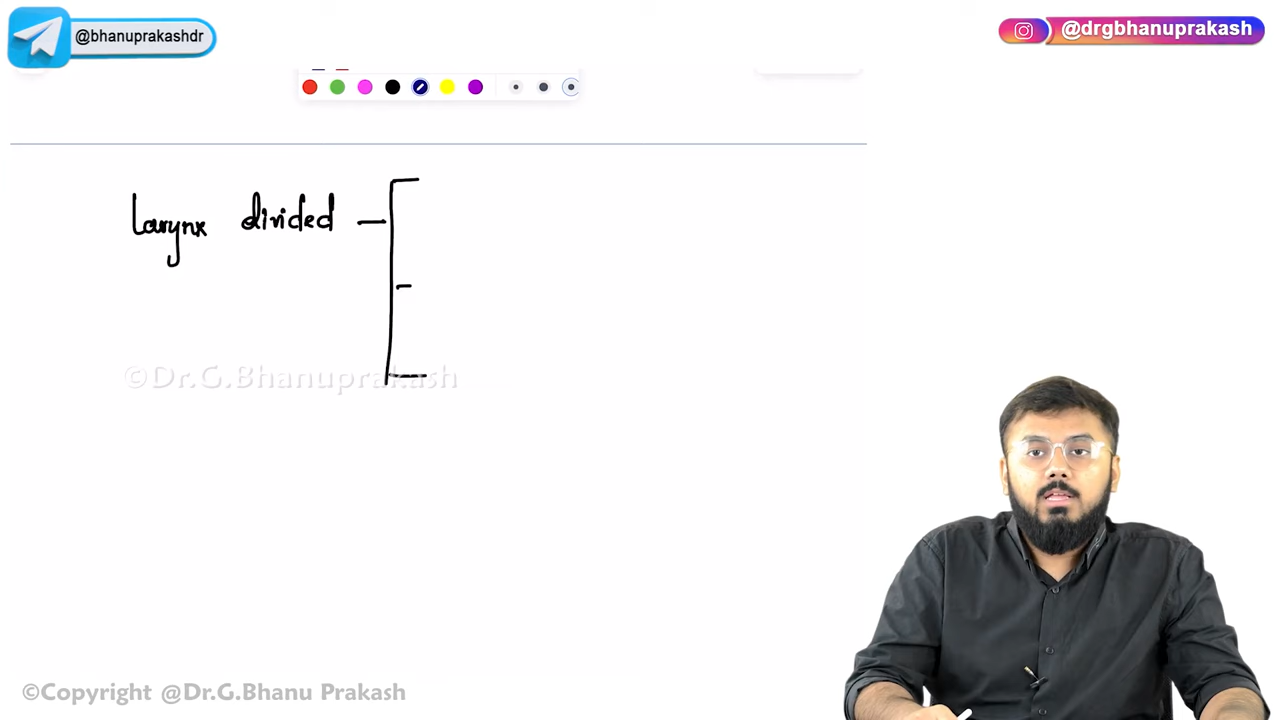 @bhanuprakashdr
@drgbhanuprakash
Larynx divided
©Dr.G.Bhanuprakash
©Copyright @Dr.G.Bhanu Prakash